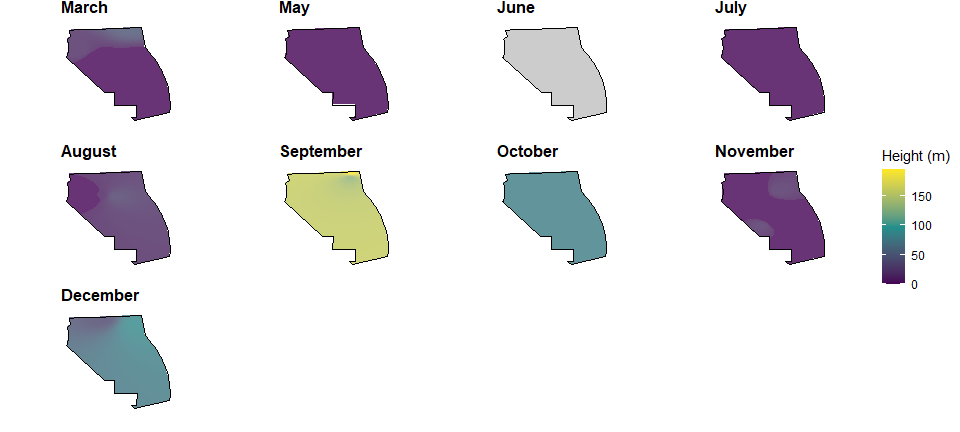 March
May
June
July
August
September
October
November
Height (m)
150
100
50
0
December